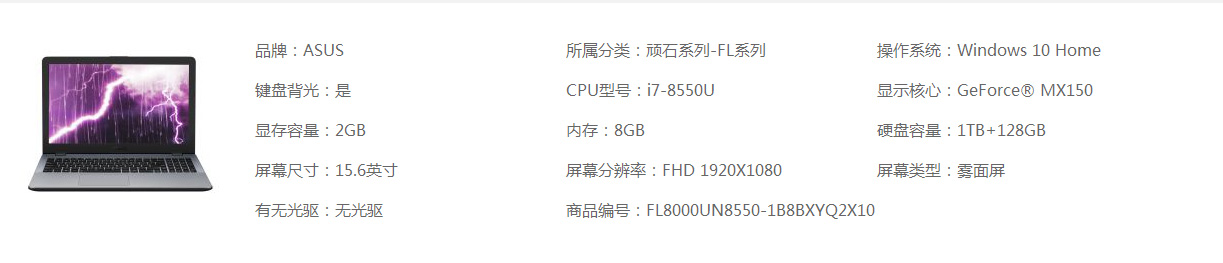 品牌：ASUS 所属分类：顽石系列-FL系列 操作系统：Windows 10 Home
键盘背光：是 CPU型号：i7-8550U 显示核心：GeForce® MX150
显存容量：2GB 内存：8GB 硬盘容量：1TB+128GB
屏幕尺寸：15.6英寸 屏幕分辨率：FHD 1920X1080 屏幕类型：雾面屏
有无光驱：无光驱 商品编号：FL8000UN8550-1B8BXYQ2X10